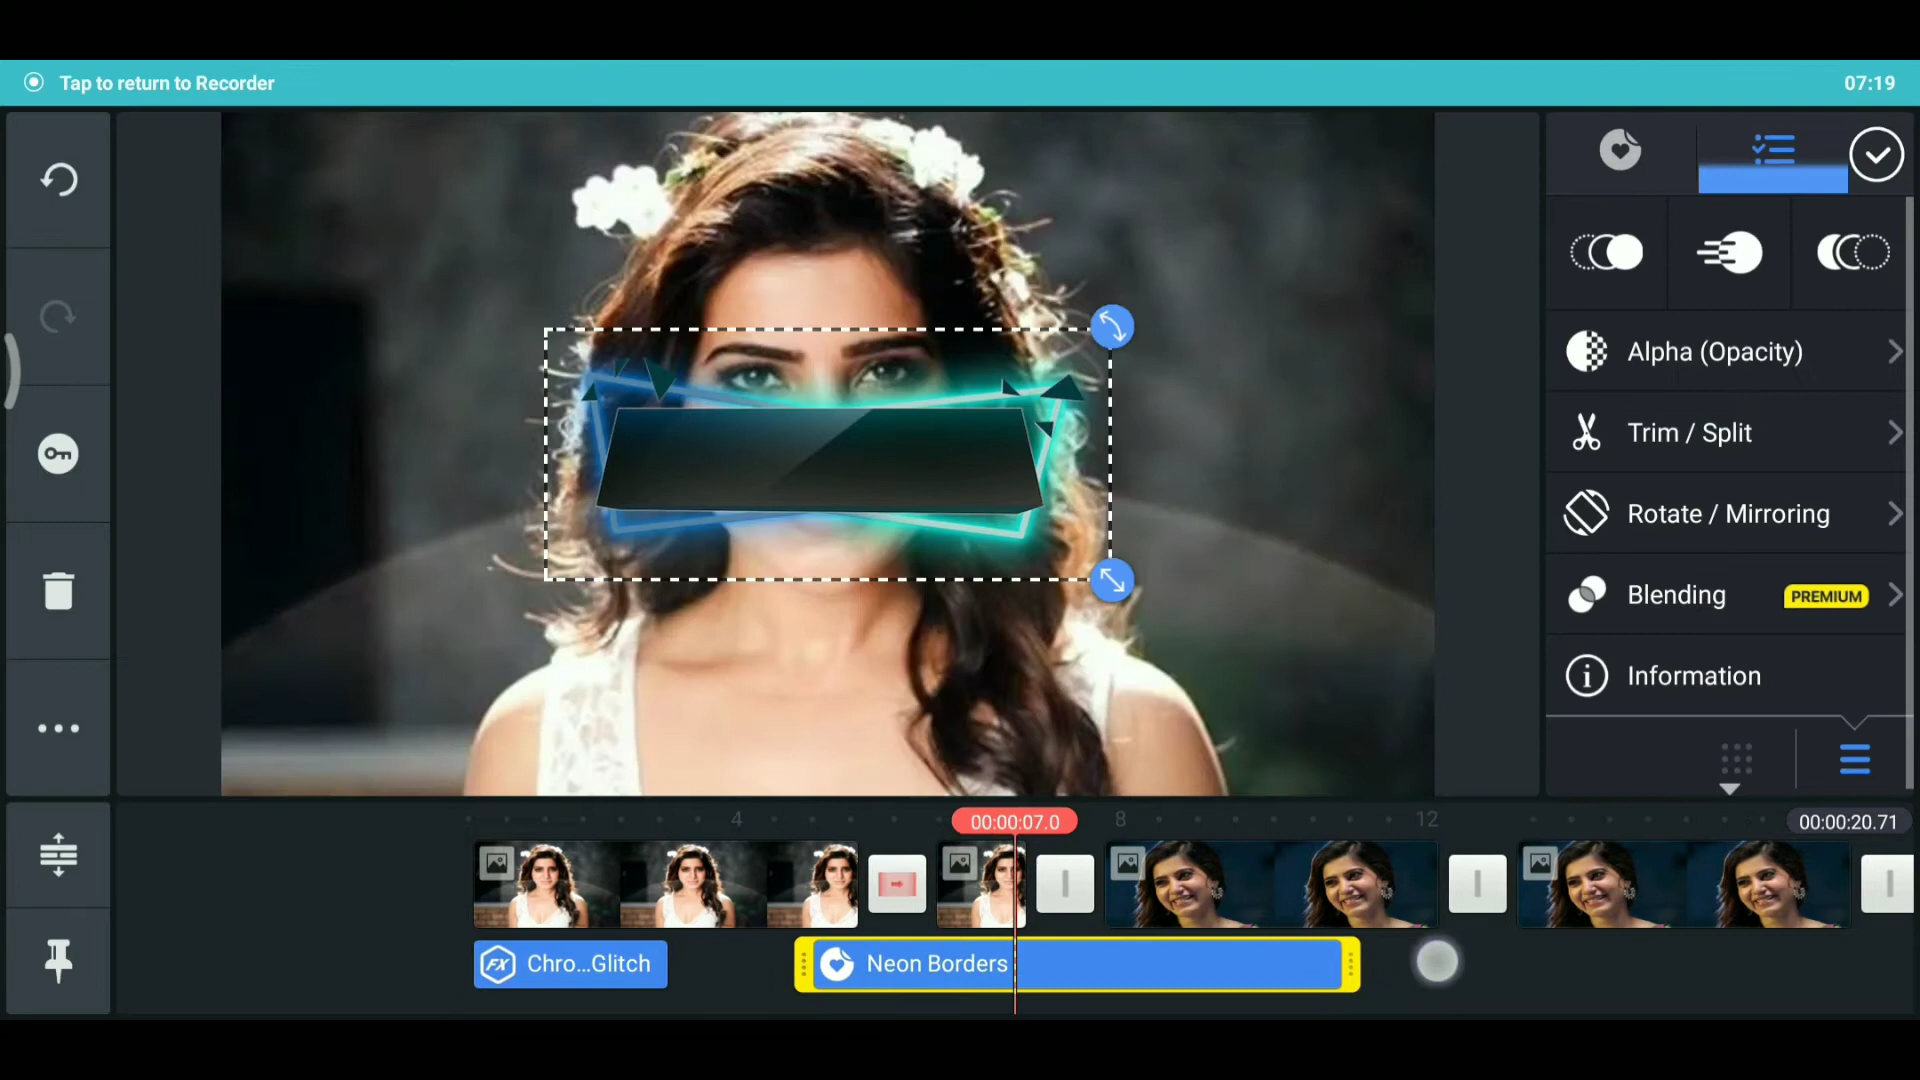 Tap to return to Recorder
07:19
Alpha (Opacity)
Trim / Split
Rotate / Mirroring
Blending
PREMIUM
Information
4
00:00:07.0
8
12
00:00:20.71
FX
Chro...Glitch
Neon Borders